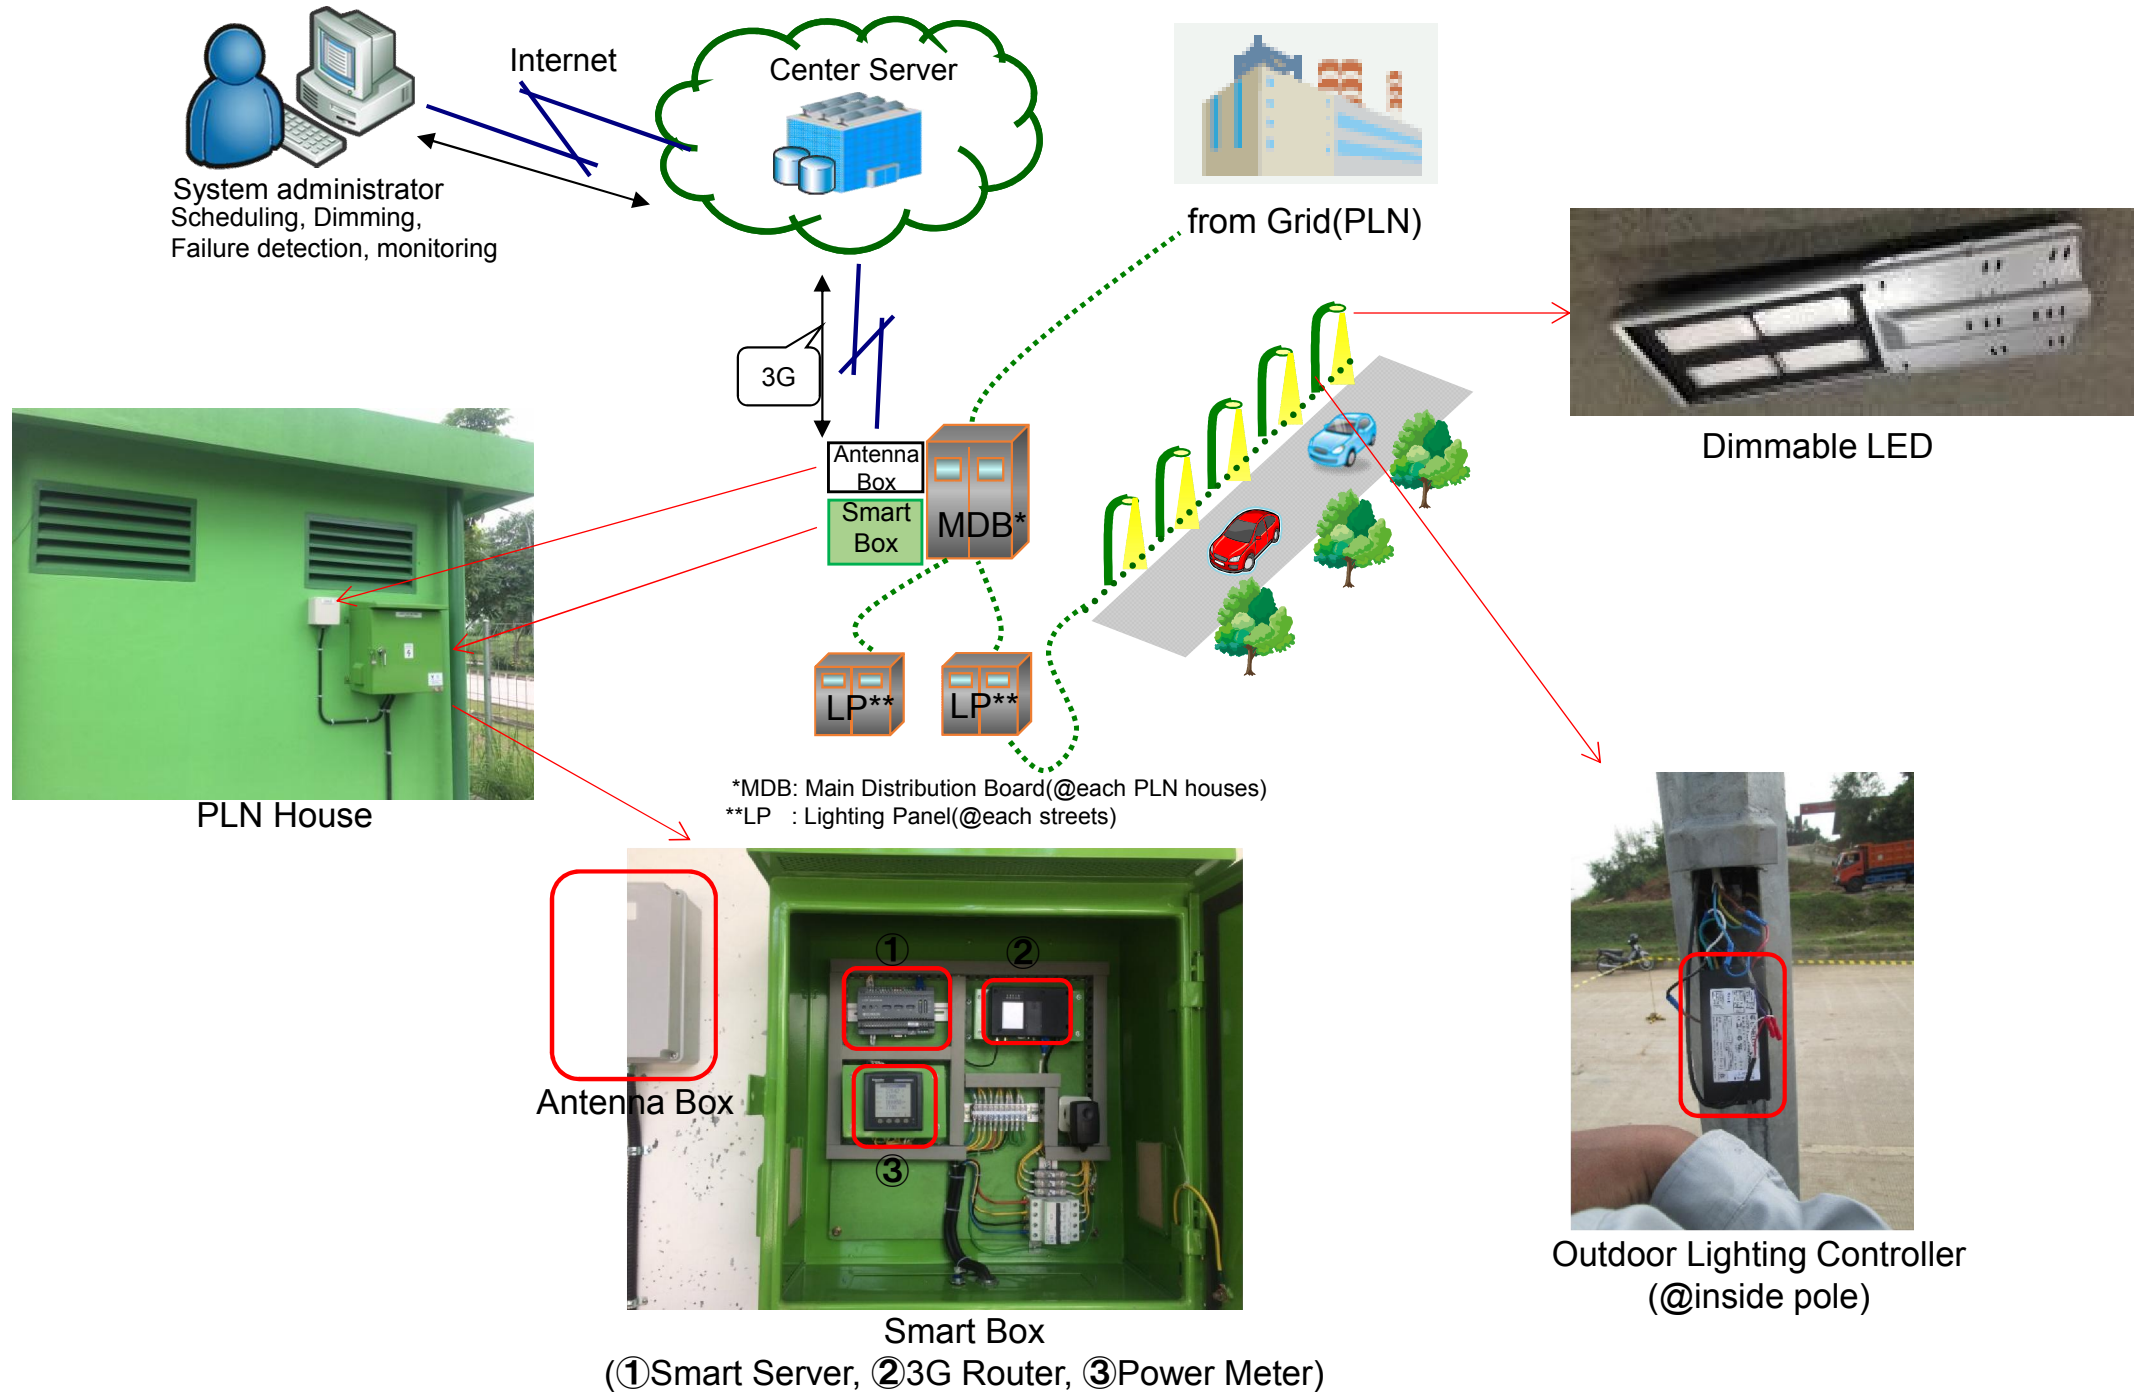 Internet
Center Server
System administrator
Scheduling, Dimming,
Failure detection, monitoring
from Grid(PLN)
3G
Antenna
Box
Smart
Box
MDB*
Dimmable LED
LP**
LP**
*MDB: Main Distribution Board(@each PLN houses)
**LP : Lighting Panel(@each streets)
PLN House
①
②
③
Antenna Box
Smart Box
(①Smart Server, ②3G Router, ③Power Meter)
Outdoor Lighting Controller
(@inside pole)